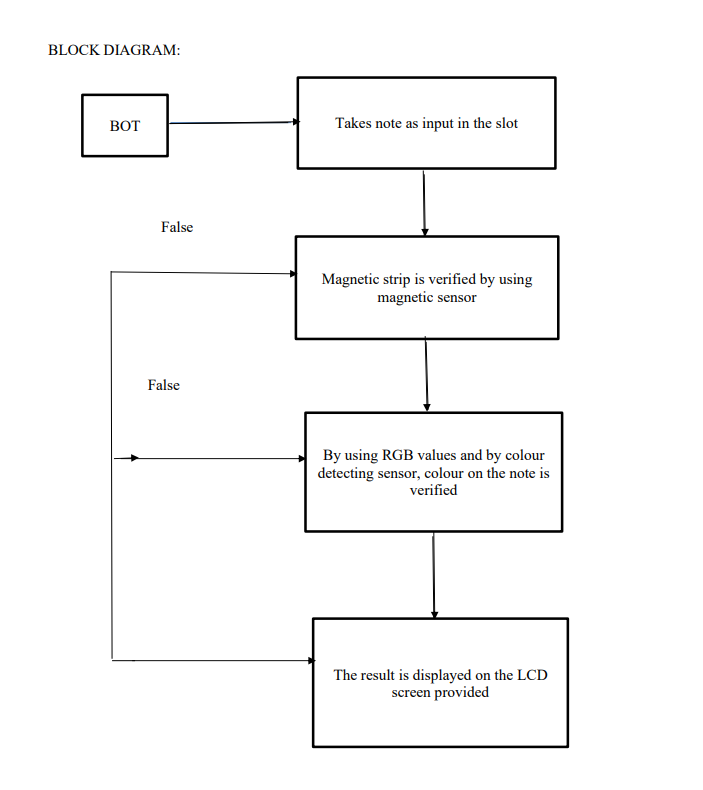 BLOCK DIAGRAM:
BOT
Takes note as input in the slot
False
Magnetic strip is verified by using
magnetic sensor
False
By using RGB values and by colour
detecting sensor, colour on the note is
verified
The result is displayed on the LCD
screen provided